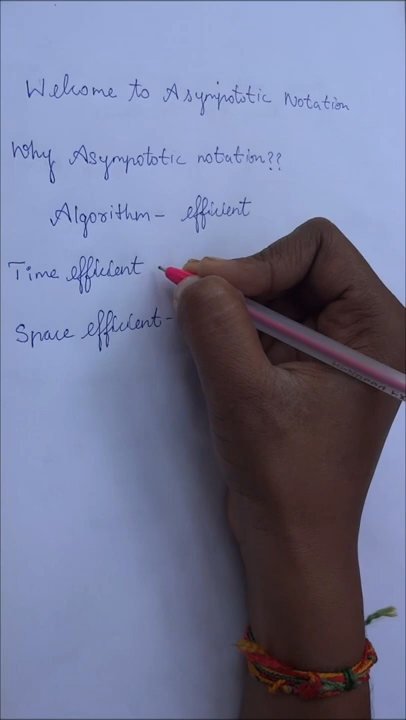 Welcome to Asympototic Notation
Why Asympototic notation??
Algorithm - efficient
Time efficient
Space efficient -